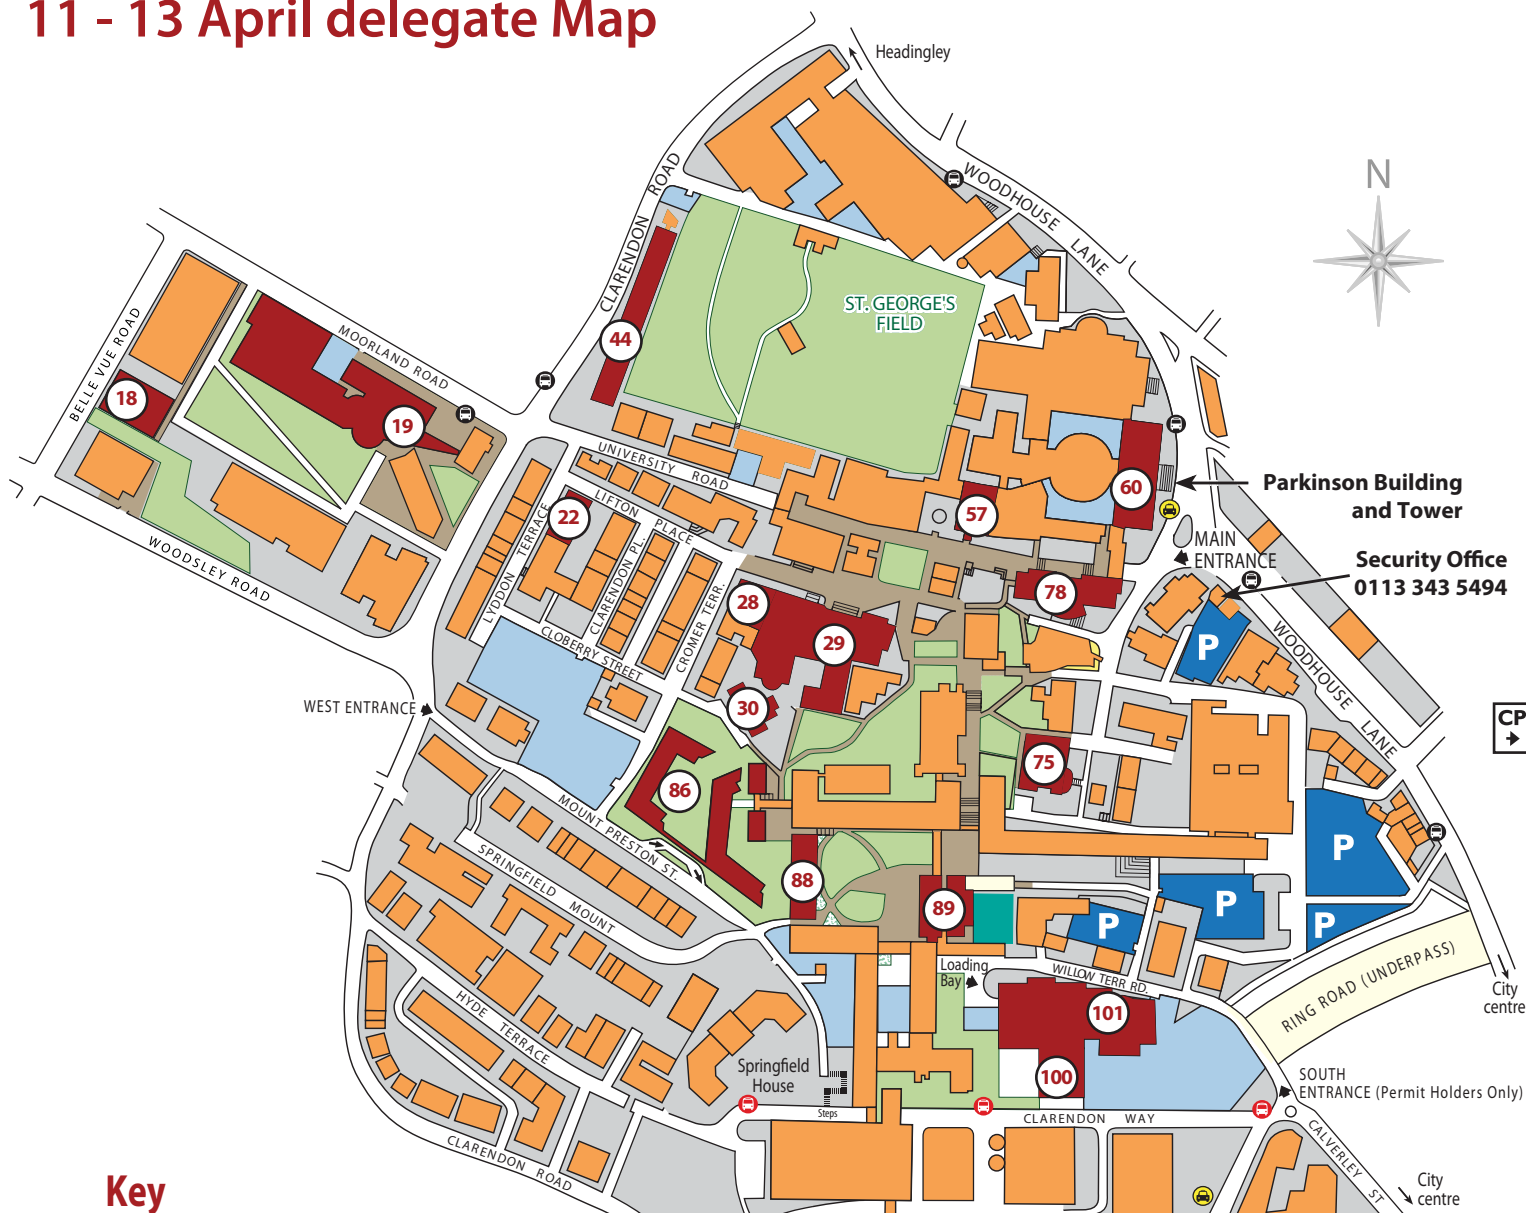 11 - 13 April delegate Map
Headingley
WOODHOUSE LANE
N
CLARENDON ROAD
ST. GEORGE'S
FIELD
44
MOORLAND ROAD
BELLE VUE ROAD
18
19
UNIVERSITY ROAD
60
Parkinson Building
and Tower
57
22
LIFTON PLACE
LYDDON TERRACE
CLARENDON PL.
CROMER TERR.
CLOBERRY STREET
WOODSLEY ROAD
MAIN
ENTRANCE
Security Office
0113 343 5494
78
28
29
30
P
WOODHOUSE LANE
WEST ENTRANCE
CP
75
86
MOUNT PRESTON ST.
SPRINGFIELD MOUNT
88
89
P
P
P
P
Loading
Bay
WILLOW TERR RD.
RING ROAD (UNDERPASS)
City
centre
HYDE TERRACE
101
100
Springfield
House
Steps
SOUTH
ENTRANCE (Permit Holders Only)
CLARENDON WAY
CALVERLEY ST
CLARENDON ROAD
City
centre
Key